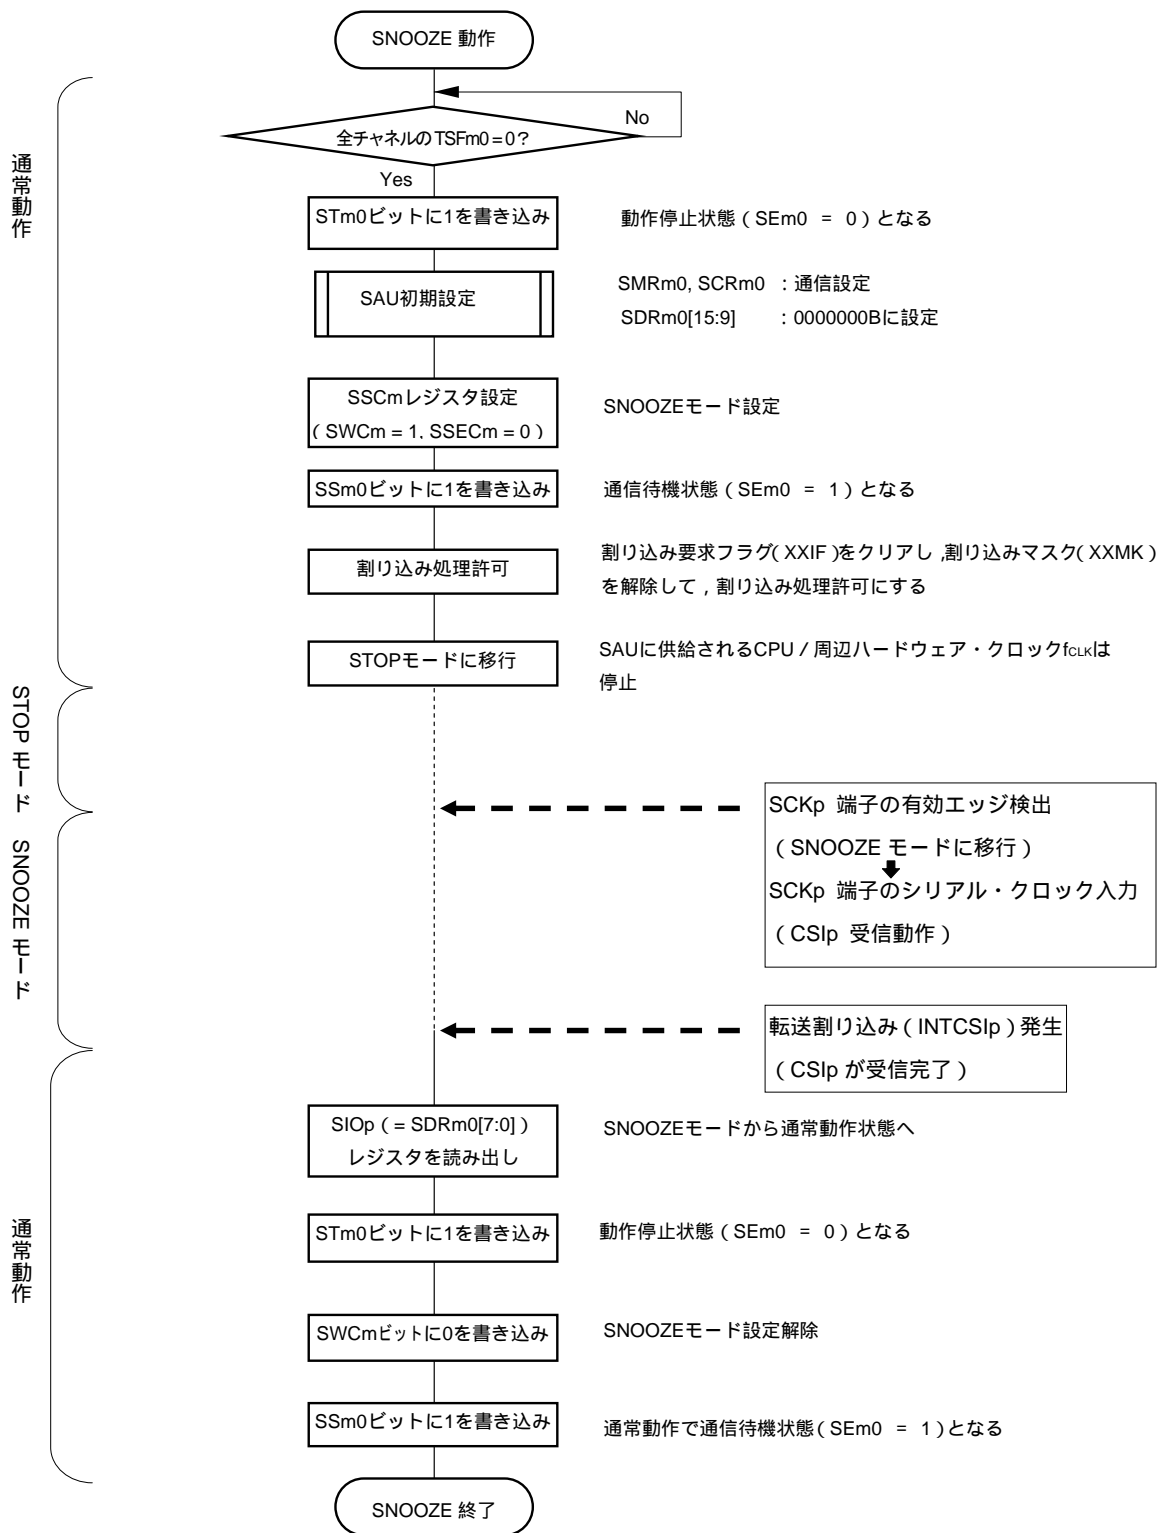 SNOOZE 動作
No
全チャネルのTSFm0=0?
Yes
通常動作
STm0ビットに1を書き込み
動作停止状態(SEm0 = 0)となる
SAU初期設定
SMRm0, SCRm0 :通信設定
SDRm0[15:9] :0000000Bに設定
SSCmレジスタ設定
(SWCm = 1, SSECm = 0)
SNOOZEモード設定
SSm0ビットに1を書き込み
通信待機状態(SEm0 = 1)となる
割り込み処理許可
割り込み要求フラグ(XXIF)をクリアし,割り込みマスク(XXMK)
を解除して,割り込み処理許可にする
STOPモードに移行
SAUに供給されるCPU/周辺ハードウェア・クロックfCLKは
停止
STOP モード
SCKp 端子の有効エッジ検出
(SNOOZE モードに移行)
SCKp 端子のシリアル・クロック入力
(CSIp 受信動作)
SNOOZE モード
転送割り込み(INTCSIp)発生
(CSIp が受信完了)
SIOp(= SDRm0[7:0])
レジスタを読み出し
SNOOZEモードから通常動作状態へ
通常動作
STm0ビットに1を書き込み
動作停止状態(SEm0 = 0)となる
SWCmビットに0を書き込み
SNOOZEモード設定解除
SSm0ビットに1を書き込み
通常動作で通信待機状態(SEm0 = 1)となる
SNOOZE 終了